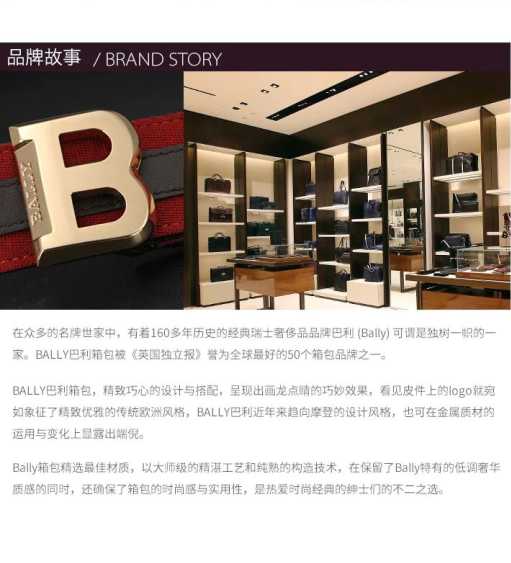 品牌故事 / BRAND STORY
BALLY
在众多的名牌世家中，有着160多年历史的经典瑞士奢侈品品牌巴利 (Bally) 可谓是独树一帜的一
家。BALLY巴利箱包被《英国独立报》誉为全球最好的50个箱包品牌之一。
BALLY巴利箱包，精致巧心的设计与搭配，呈现出画龙点睛的巧妙效果，看见皮件上的logo就宛
如象征了精致优雅的传统欧洲风格，BALLY巴利近年来趋向摩登的设计风格，也可在金属质材的
运用与变化上显露出端倪。
Bally箱包精选最佳材质，以大师级的精湛工艺和纯熟的构造技术，在保留了Bally特有的低调奢华
质感的同时，还确保了箱包的时尚感与实用性，是热爱时尚经典的绅士们的不二之选。